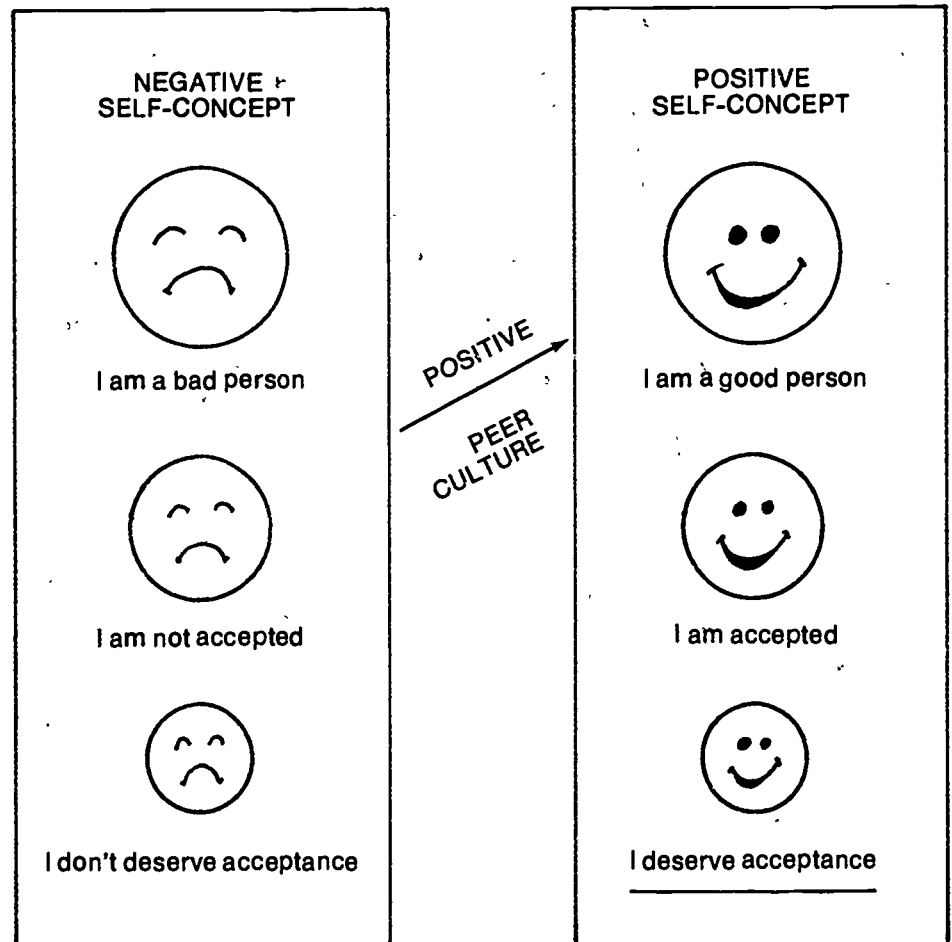 NEGATIVE
SELF-CONCEPT
I am a bad person
I am not accepted
I don't deserve acceptance
POSITIVE
PEER
CULTURE
POSITIVE
SELF-CONCEPT
I am a good person
I am accepted
I deserve acceptance